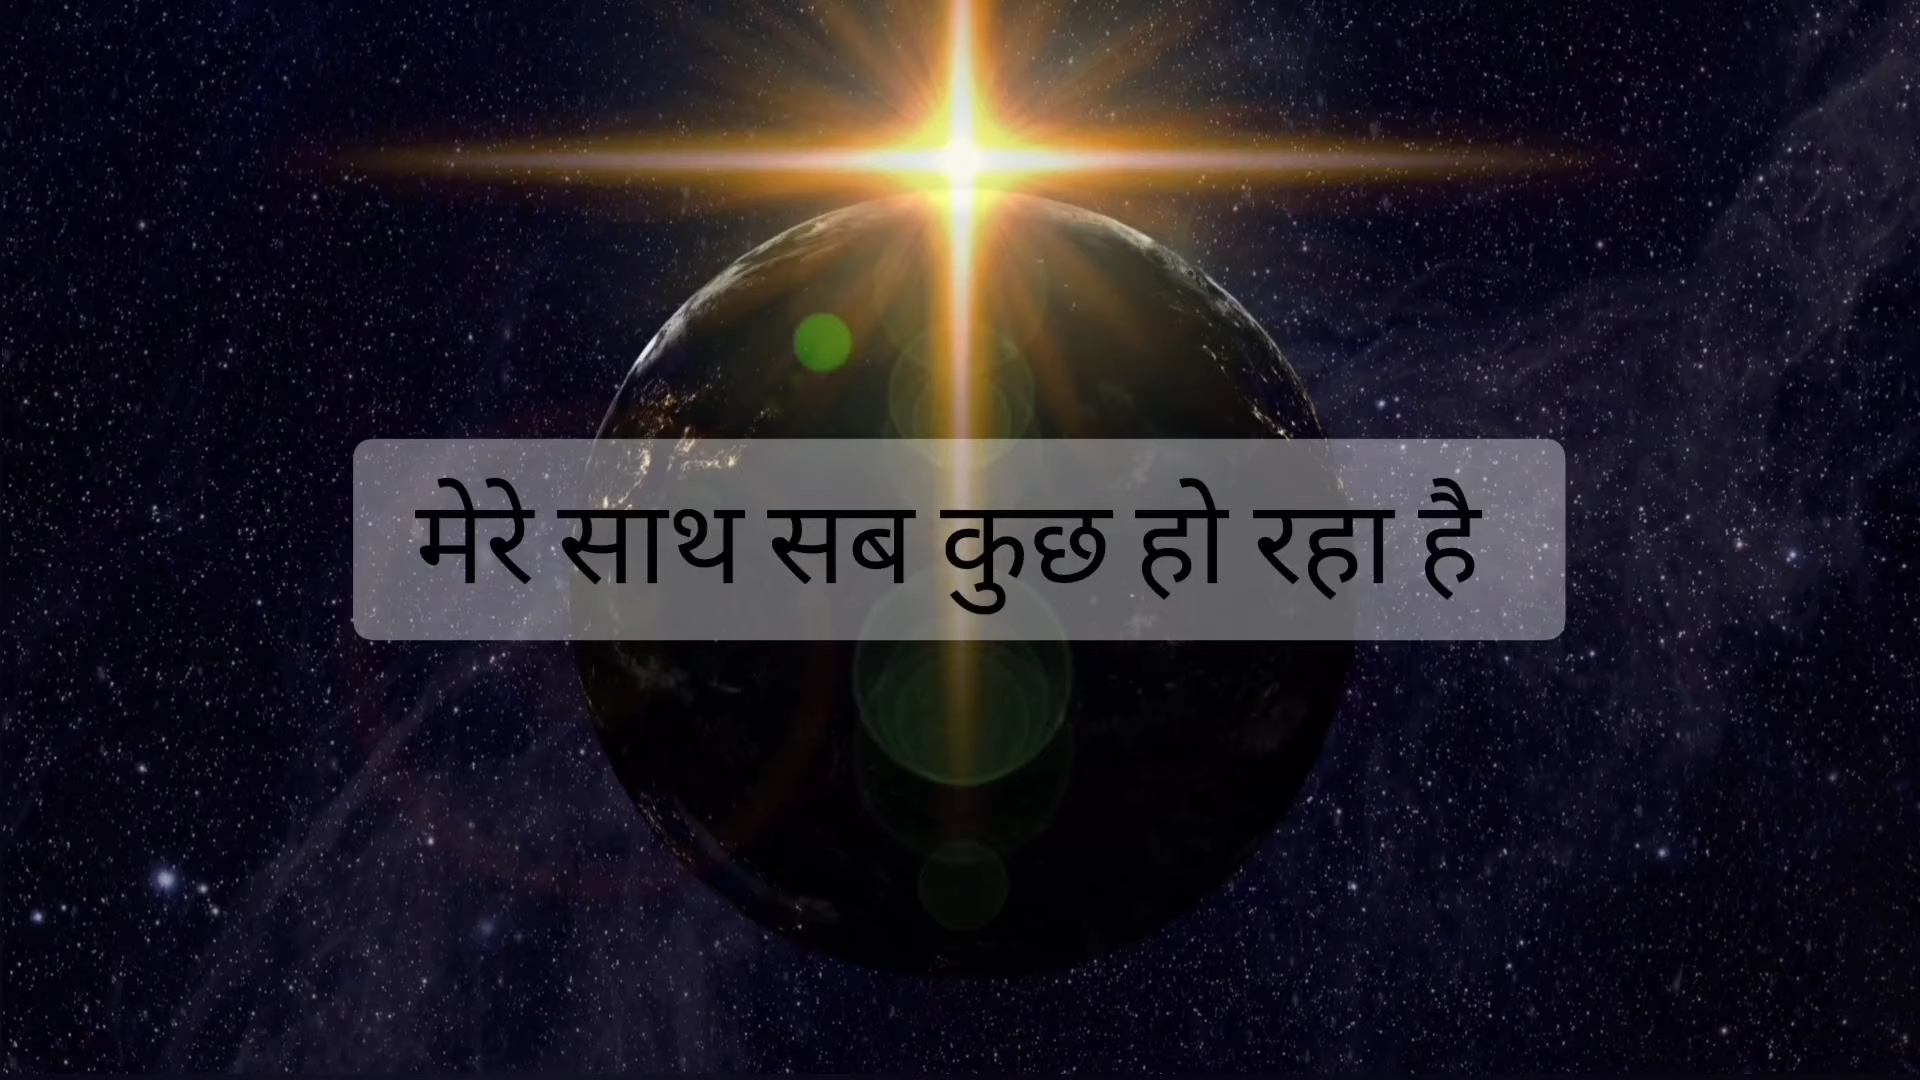 मेरे साथ सब कुछ हो रहा है